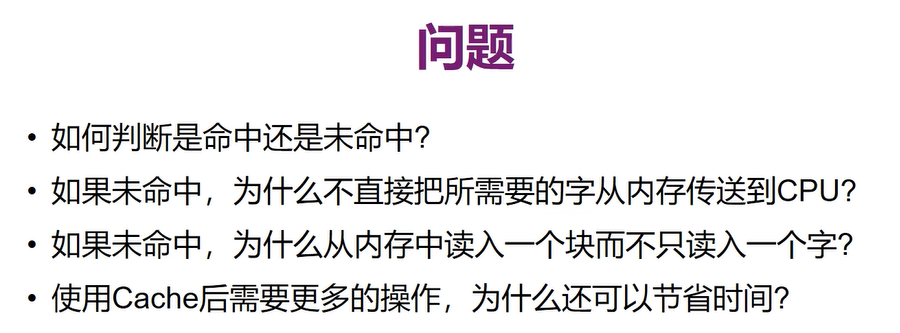 问题
• 如何判断是命中还是未命中?
• 如果未命中，为什么不直接把所需要的字从内存传送到CPU?
• 如果未命中，为什么从内存中读入一个块而不只读入一个字?
• 使用Cache后需要更多的操作，为什么还可以节省时间?